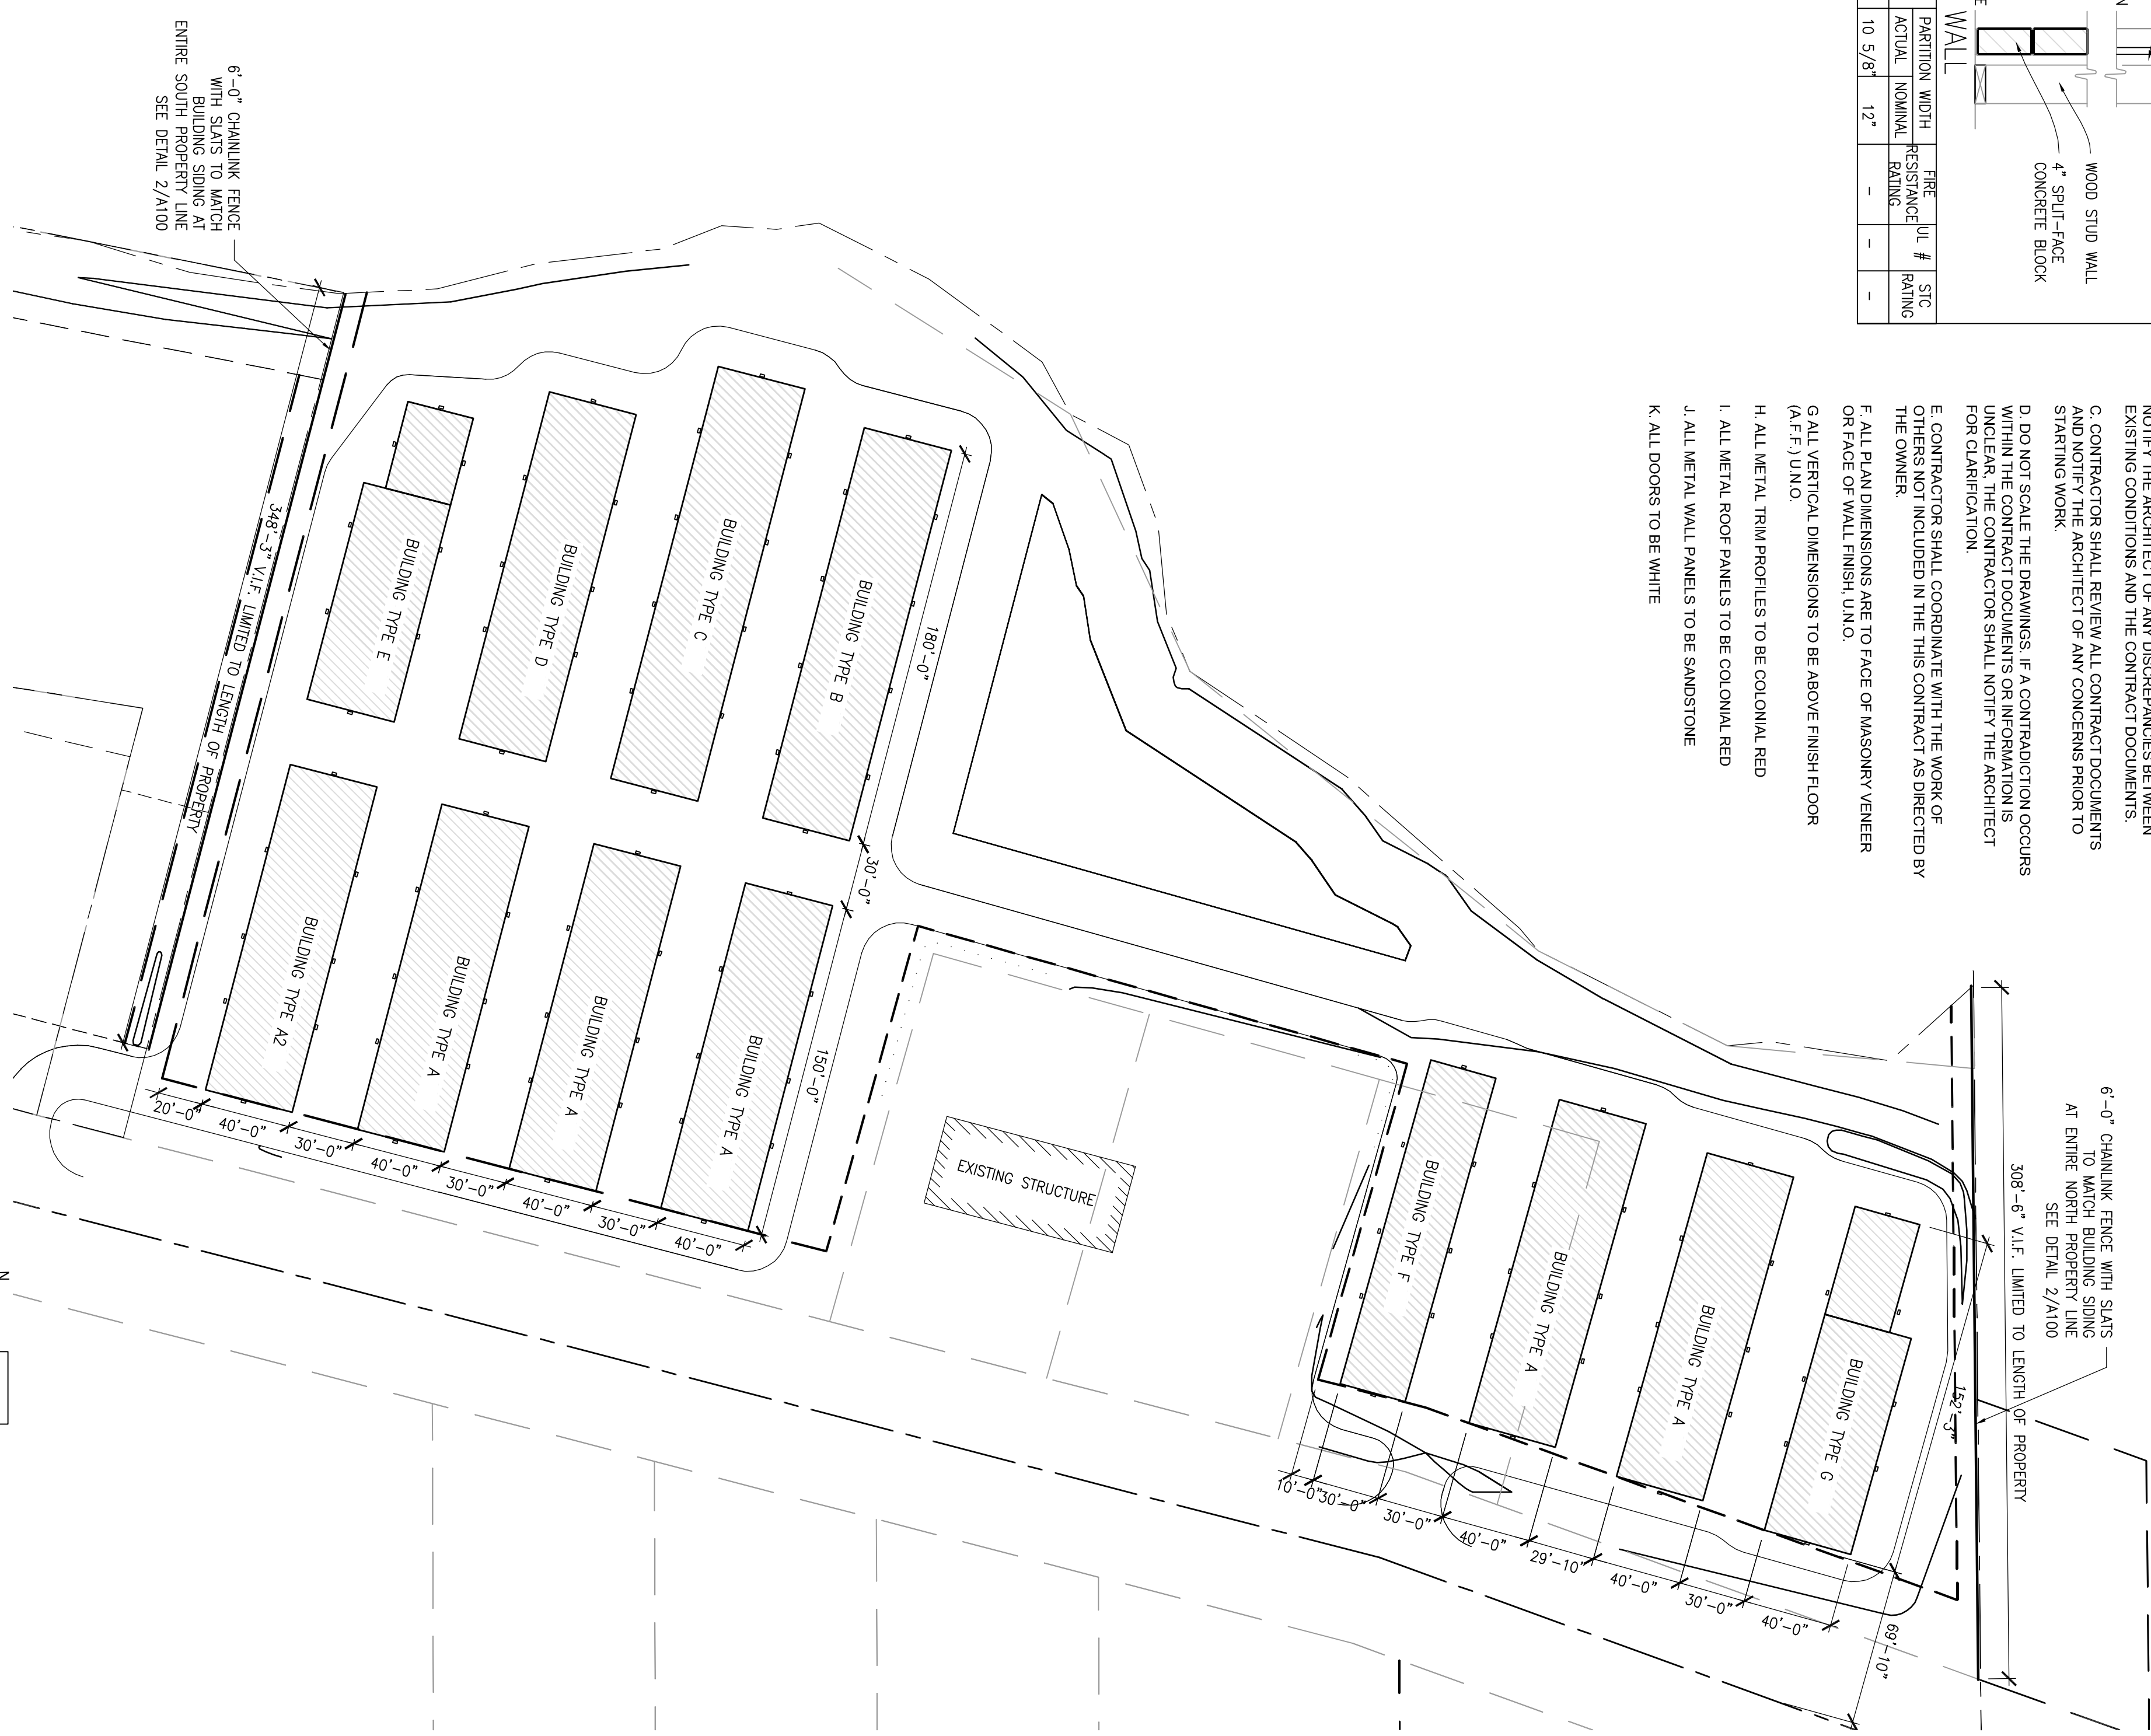 WALL
PARTITION WIDTH
ACTUAL
NOMINAL
FIRE
RESISTANCE
RATING
UL #
STC
RATING
10 5/8"
12"
-
-
-
WOOD STUD WALL
4" SPLIT-FACE
CONCRETE BLOCK
NOTIFY THE ARCHITECT OF ANY DISCREPANCIES BETWEEN
EXISTING CONDITIONS AND THE CONTRACT DOCUMENTS.
C. CONTRACTOR SHALL REVIEW ALL CONTRACT DOCUMENTS
AND NOTIFY THE ARCHITECT OF ANY CONCERNS PRIOR TO
STARTING WORK.
D. DO NOT SCALE THE DRAWINGS. IF A CONTRADICTION OCCURS
WITHIN THE CONTRACT DOCUMENTS OR INFORMATION IS
UNCLEAR, THE CONTRACTOR SHALL NOTIFY THE ARCHITECT
FOR CLARIFICATION.
E. CONTRACTOR SHALL COORDINATE WITH THE WORK OF
OTHERS NOT INCLUDED IN THE THIS CONTRACT AS DIRECTED BY
THE OWNER.
F. ALL PLAN DIMENSIONS ARE TO FACE OF MASONRY VENEER
OR FACE OF WALL FINISH, U.N.O.
G ALL VERTICAL DIMENSIONS TO BE ABOVE FINISH FLOOR
(A.F.F.) U.N.O.
H. ALL METAL TRIM PROFILES TO BE COLONIAL RED
I. ALL METAL ROOF PANELS TO BE COLONIAL RED
J. ALL METAL WALL PANELS TO BE SANDSTONE
K. ALL DOORS TO BE WHITE
6'-0" CHAINLINK FENCE
WITH SLATS TO MATCH
BUILDING SIDING AT
ENTIRE SOUTH PROPERTY LINE
SEE DETAIL 2/A100
6'-0" CHAINLINK FENCE WITH SLATS
TO MATCH BUILDING SIDING
AT ENTIRE NORTH PROPERTY LINE
SEE DETAIL 2/A100
308'-6" V.I.F. LIMITED TO LENGTH OF PROPERTY
348'-3" V.I.F. LIMITED TO LENGTH OF PROPERTY
BUILDING TYPE B
BUILDING TYPE C
BUILDING TYPE D
BUILDING TYPE E
180'-0"
30'-0"
150'-0"
BUILDING TYPE A
BUILDING TYPE A
BUILDING TYPE A
BUILDING TYPE A2
20'-0"
40'-0"
30'-0"
40'-0"
30'-0"
40'-0"
30'-0"
40'-0"
EXISTING STRUCTURE
BUILDING TYPE F
BUILDING TYPE A
BUILDING TYPE A
BUILDING TYPE G
152'-3"
10'-0"
30'-0"
30'-0"
40'-0"
29'-10"
40'-0"
30'-0"
40'-0"
69'-10"
N